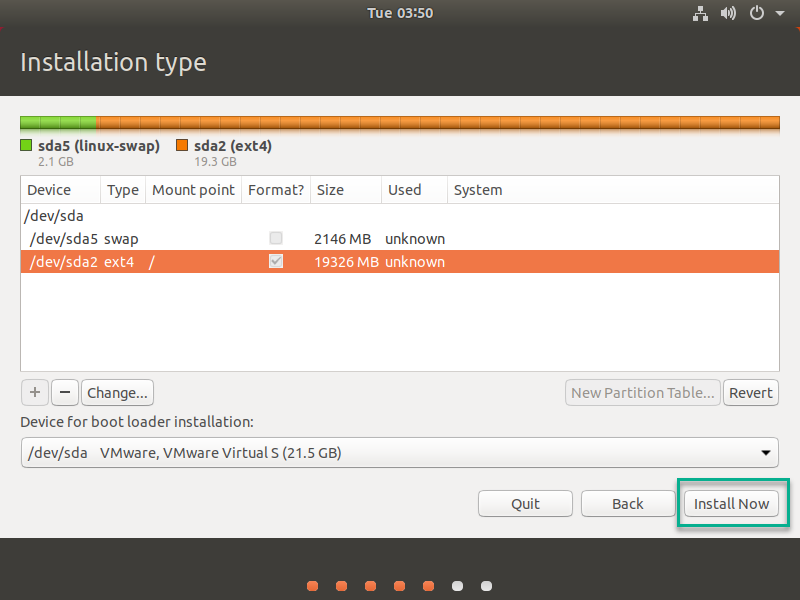 Tue 03:50
Installation type
sda5 (linux-swap) sda2 (ext4)
2.1 GB 19.3 GB
Device Type Mount point Format? Size Used System
/dev/sda
/dev/sda5 swap 2146 MB unknown
/dev/sda2 ext4 / 19326 MB unknown
+ − Change... New Partition Table... Revert
Device for boot loader installation:
/dev/sda VMware, VMware Virtual S (21.5 GB)
Quit Back Install Now